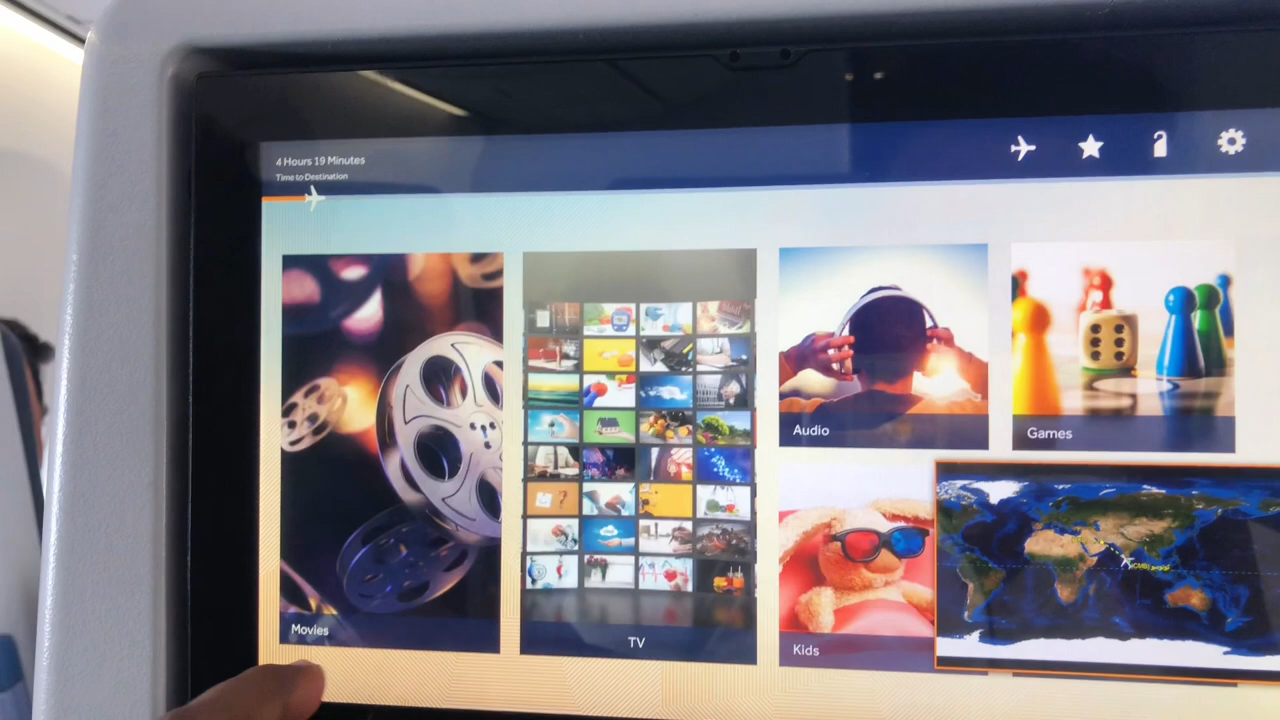 4 Hours 19 Minutes
Time to Destination
Movies
TV
Audio
Games
Kids